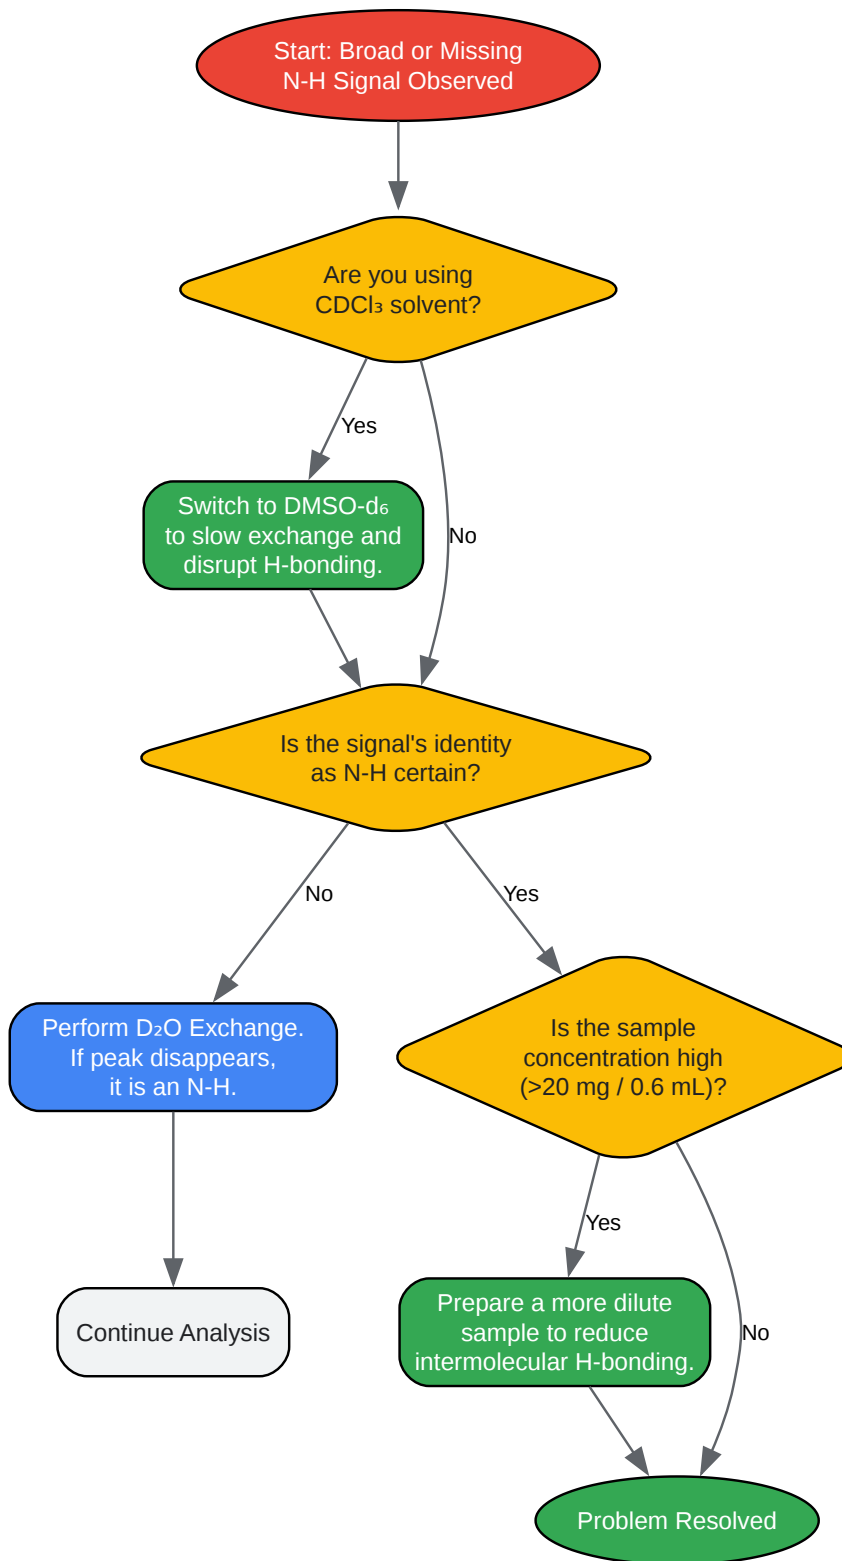 Start: Broad or Missing
N-H Signal Observed
Are you using
CDCl₃ solvent?
Yes
No
Switch to DMSO-d₆
to slow exchange and
disrupt H-bonding.
Is the signal's identity
as N-H certain?
No
Yes
Perform D₂O Exchange.
If peak disappears,
it is an N-H.
Is the sample
concentration high
(>20 mg / 0.6 mL)?
Yes
No
Continue Analysis
Prepare a more dilute
sample to reduce
intermolecular H-bonding.
Problem Resolved